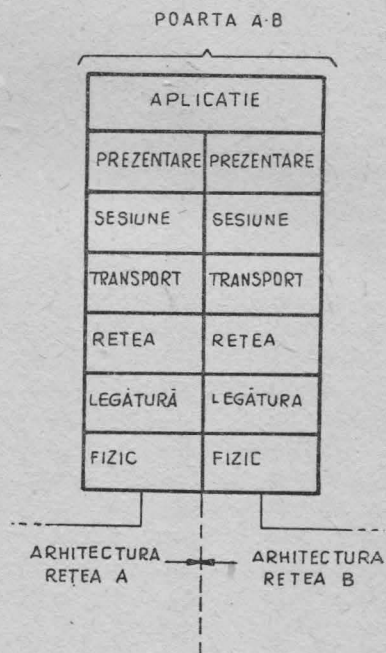 POARTA A-B
APLICATIE
PREZENTARE PREZENTARE
SESIUNE SESIUNE
TRANSPORT TRANSPORT
RETEA RETEA
LEGĂTURĂ LEGĂTURA
FIZIC FIZIC
ARHITECTURA ARHITECTURA
REȚEA A RETEA B